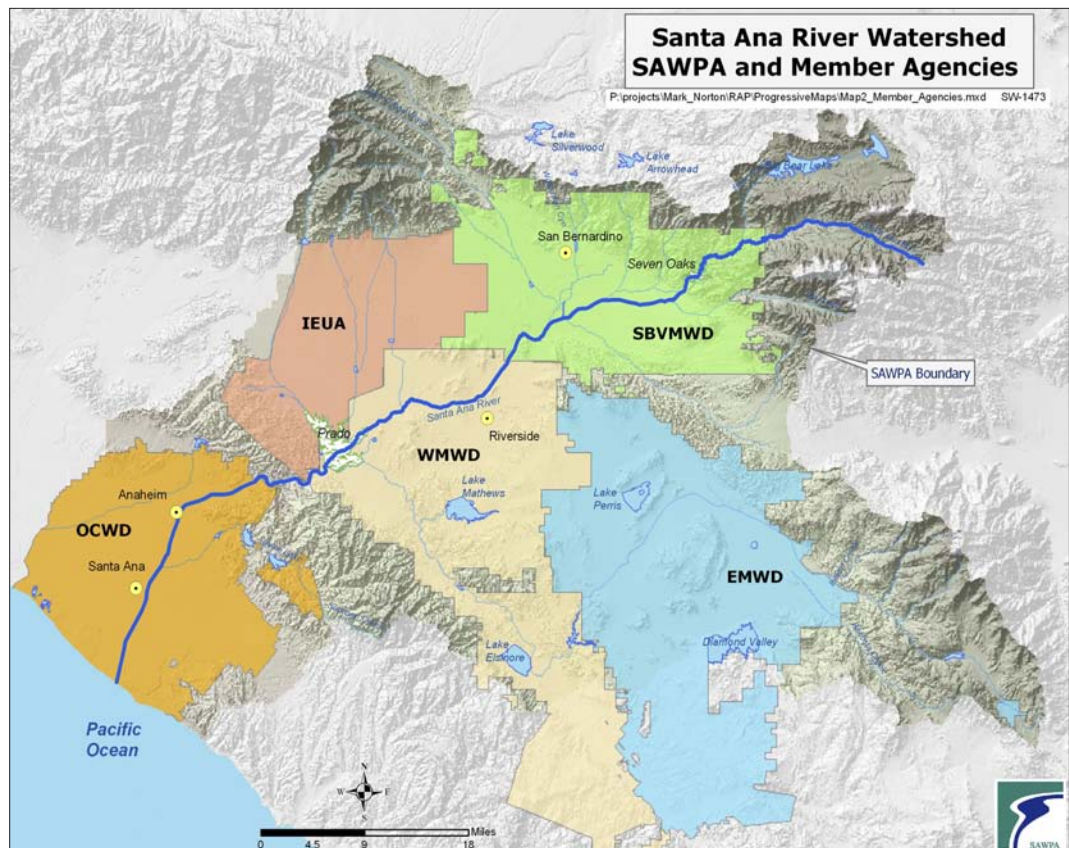 Santa Ana River Watershed
SAWPA and Member Agencies
P:\projects\Mark_Norton\RAP\ProgressiveMaps\Map2_Member_Agencies.mxd SW-1473
Lake
Silverwood
Lake
Arrowhead
Bear Lake
San Bernardino
Seven Oaks
IEUA
SBVMWD
SAWPA Boundary
Santa Ana River
Prado
Riverside
WMWD
Lake
Mathews
Lake
Perris
Anaheim
OCWD
Santa Ana
EMWD
Diamond Valley
Lake
Elsinore
Pacific
Ocean
N
W E
S
Miles
0 4.5 9 18
SAWPA